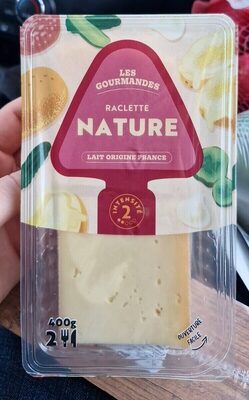 LES
GOURMANDES
RACLETTE
NATURE
LAIT ORIGINE FRANCE
INTENSITÉ
2
400g
2
OUVERTURE
FACILE